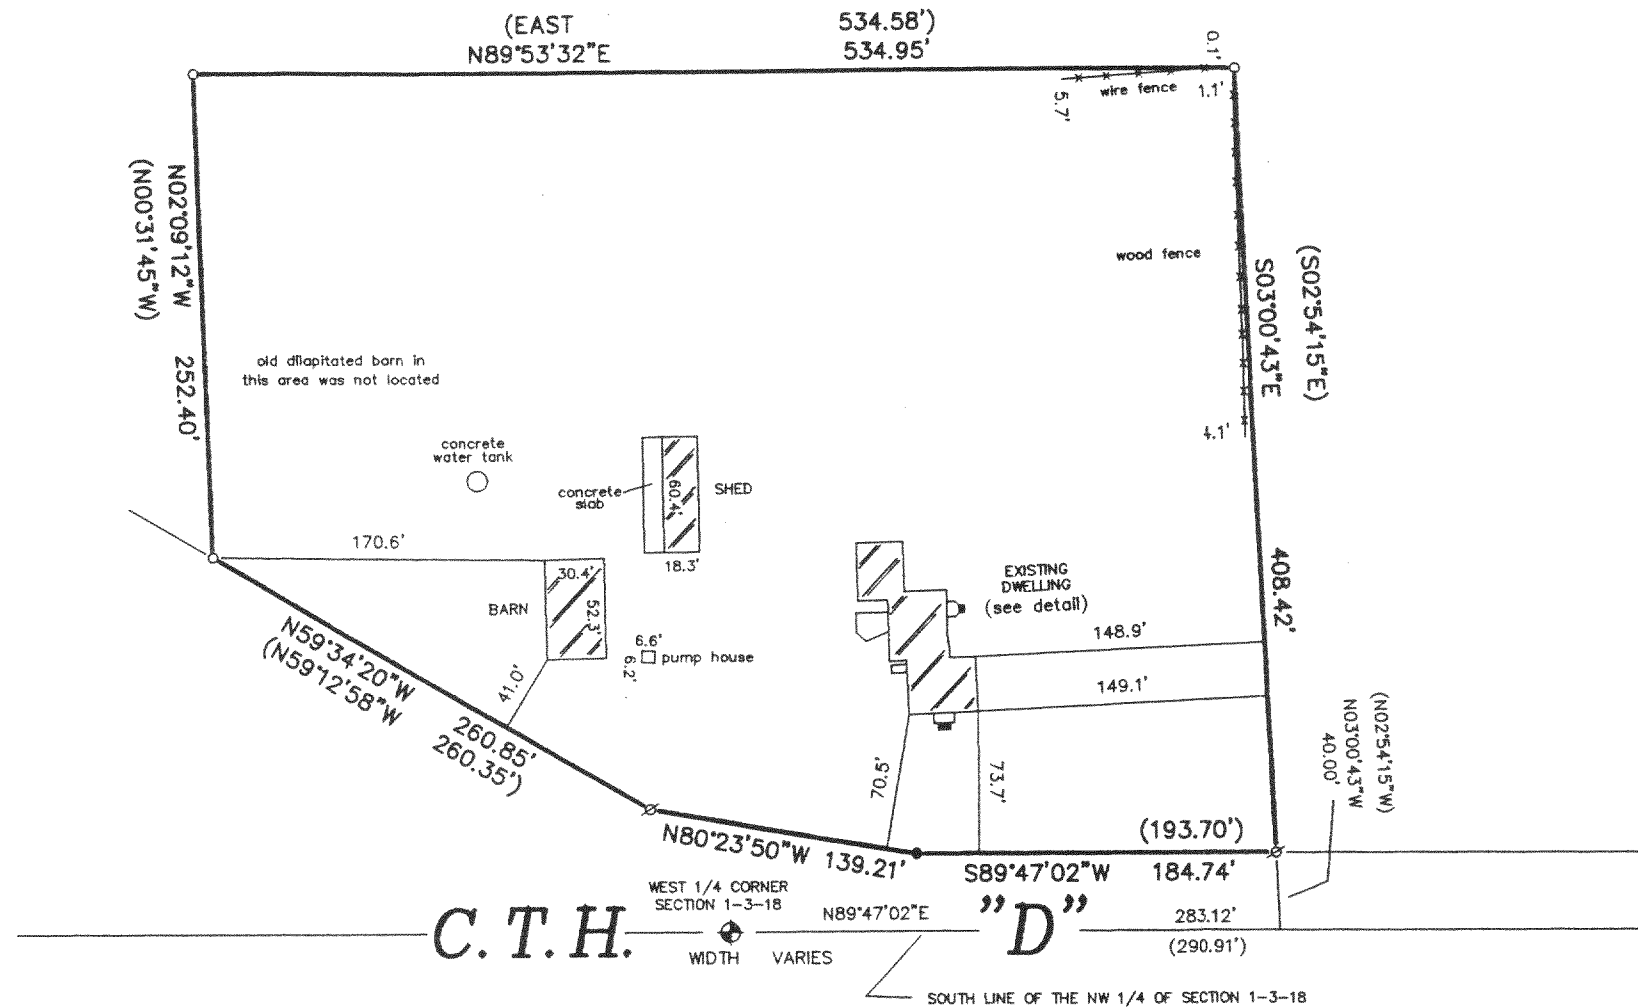 (EAST 534.58')
N89°53'32"E 534.95'
0.1'
wire fence
1.1'
5.7'
N02°09'12"W 252.40'
(N00°31'45"W)
wood fence
(S02°54'15"E)
S03°00'43"E 408.42'
4.1'
old dilapitated barn in
this area was not located
concrete
water tank
concrete
slab
60.4'
SHED
18.3'
170.6'
30.4'
BARN
52.3'
41.0'
6.6'
6.2'
pump house
EXISTING
DWELLING
(see detail)
148.9'
149.1'
70.5'
73.7'
N59°34'20"W 260.85'
(N59°12'58"W 260.35')
N80°23'50"W 139.21'
(193.70')
S89°47'02"W 184.74'
(N02°54'15"W)
N03°00'43"W
40.00'
WEST 1/4 CORNER
SECTION 1-3-18
N89°47'02"E 283.12'
(290.91')
C.T.H. "D"
WIDTH VARIES
SOUTH LINE OF THE NW 1/4 OF SECTION 1-3-18